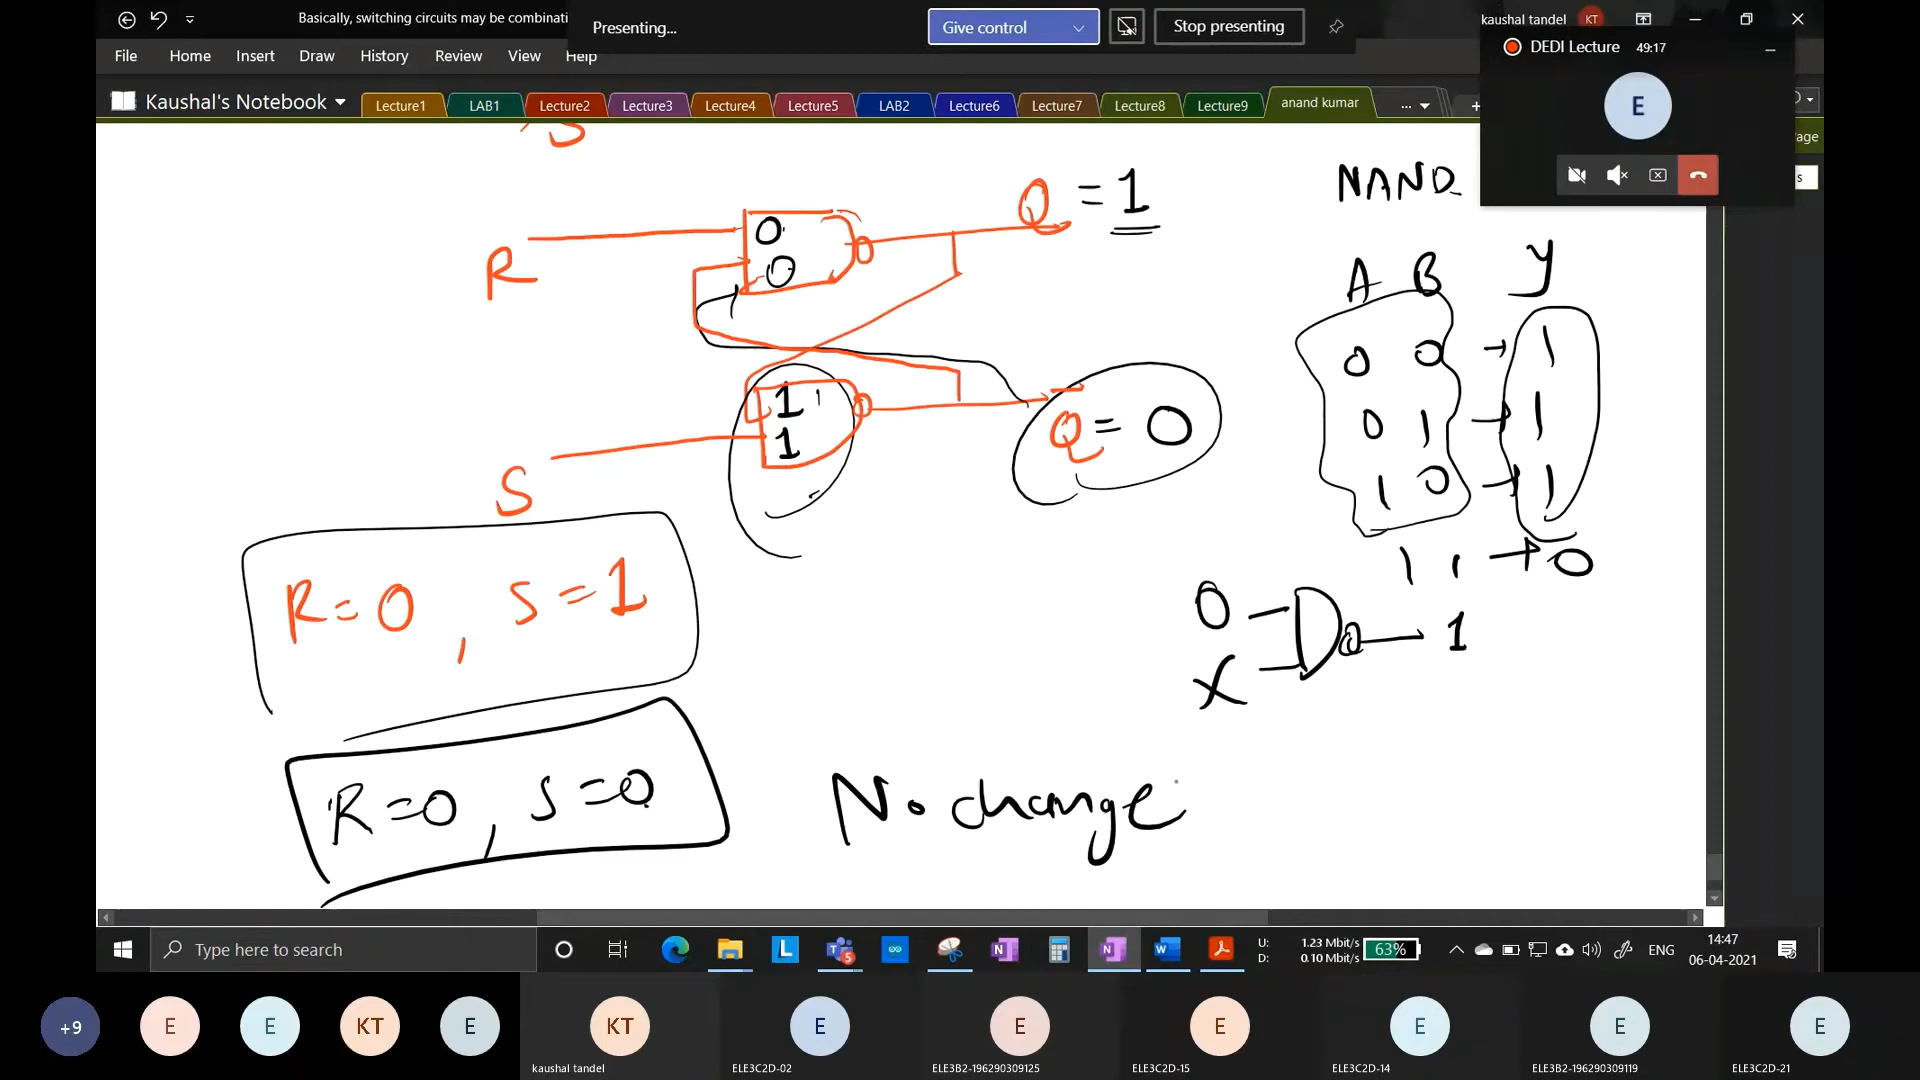 Basically, switching circuits may be combinati
Presenting...
Give control
Stop presenting
kaushal tandel
KT
DEDI Lecture 49:17
E
File Home Insert Draw History Review View Help
Kaushal's Notebook
Lecture1 LAB1 Lecture2 Lecture3 Lecture4 Lecture5 LAB2 Lecture6 Lecture7 Lecture8 Lecture9 anand kumar ... +
age
s
S
NAND
R
0
0
Q = 1
A B y
0 0 → 1
0 1 → 1
1 0 → 1
1 1 → 0
1
1
Q̅ = 0
S
R=0, S=1
0
X
1
R=0, S=0
No change
Type here to search
U: 1.23 Mbit/s
D: 0.10 Mbit/s
63%
ENG
14:47
06-04-2021
+9 E E KT E KT E E E E E E
kaushal tandel ELE3C2D-02 ELE3B2-196290309125 ELE3C2D-15 ELE3C2D-14 ELE3B2-196290309119 ELE3C2D-21